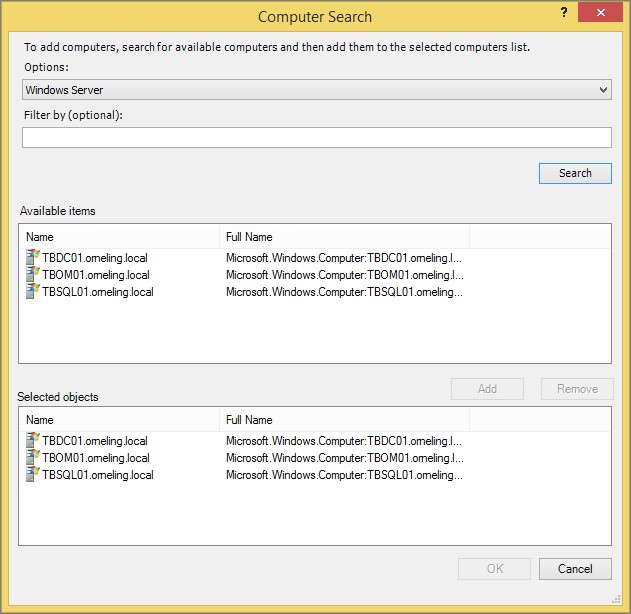 Computer Search
?
To add computers, search for available computers and then add them to the selected computers list.
Options:
Windows Server
Filter by (optional):
Search
Available items
Name Full Name
TBDC01.omeling.local Microsoft.Windows.Computer:TBDC01.omeling.l...
TBOM01.omeling.local Microsoft.Windows.Computer:TBOM01.omeling.l...
TBSQL01.omeling.local Microsoft.Windows.Computer:TBSQL01.omeling...
Add Remove
Selected objects
Name Full Name
TBDC01.omeling.local Microsoft.Windows.Computer:TBDC01.omeling.l...
TBOM01.omeling.local Microsoft.Windows.Computer:TBOM01.omeling.l...
TBSQL01.omeling.local Microsoft.Windows.Computer:TBSQL01.omeling...
OK Cancel